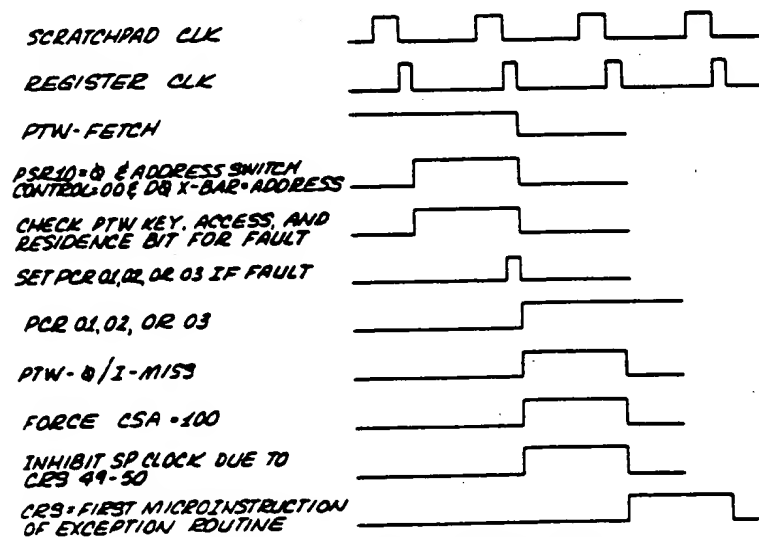 SCRATCHPAD CLK
REGISTER CLK
PTW-FETCH
PSR10=0 & ADDRESS SWITCH
CONTROL=00 & DQ X-BAR=ADDRESS
CHECK PTW KEY, ACCESS, AND
RESIDENCE BIT FOR FAULT
SET PCR 01, 02, OR 03 IF FAULT
PCR 01, 02, OR 03
PTW-0/1-MISS
FORCE CSA=100
INHIBIT SP CLOCK DUE TO
CRS 49-50
CRS=FIRST MICROINSTRUCTION
OF EXCEPTION ROUTINE